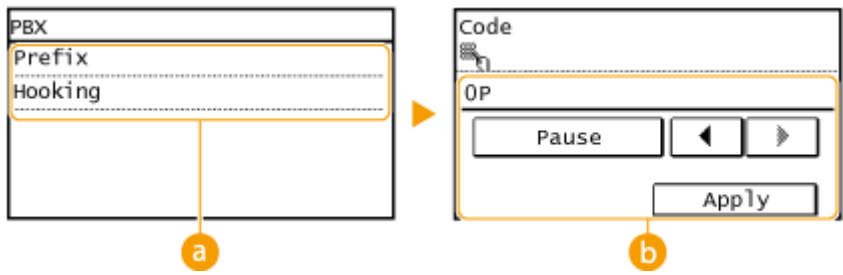 PBX
Prefix
Hooking
a
Code
0P
Pause
Apply
b